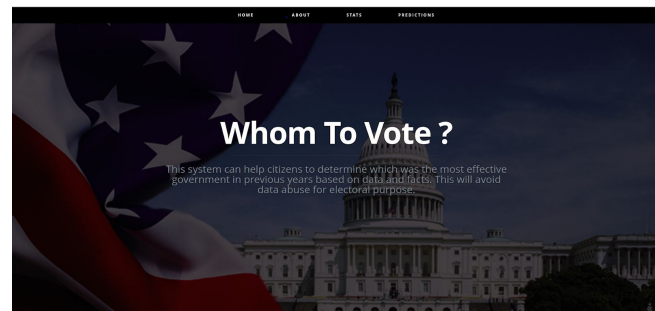 HOME ABOUT STATS PREDICTIONS
Whom To Vote ?
This system can help citizens to determine which was the most effective
government in previous years based on data and facts. This will avoid
data abuse for electoral purpose.